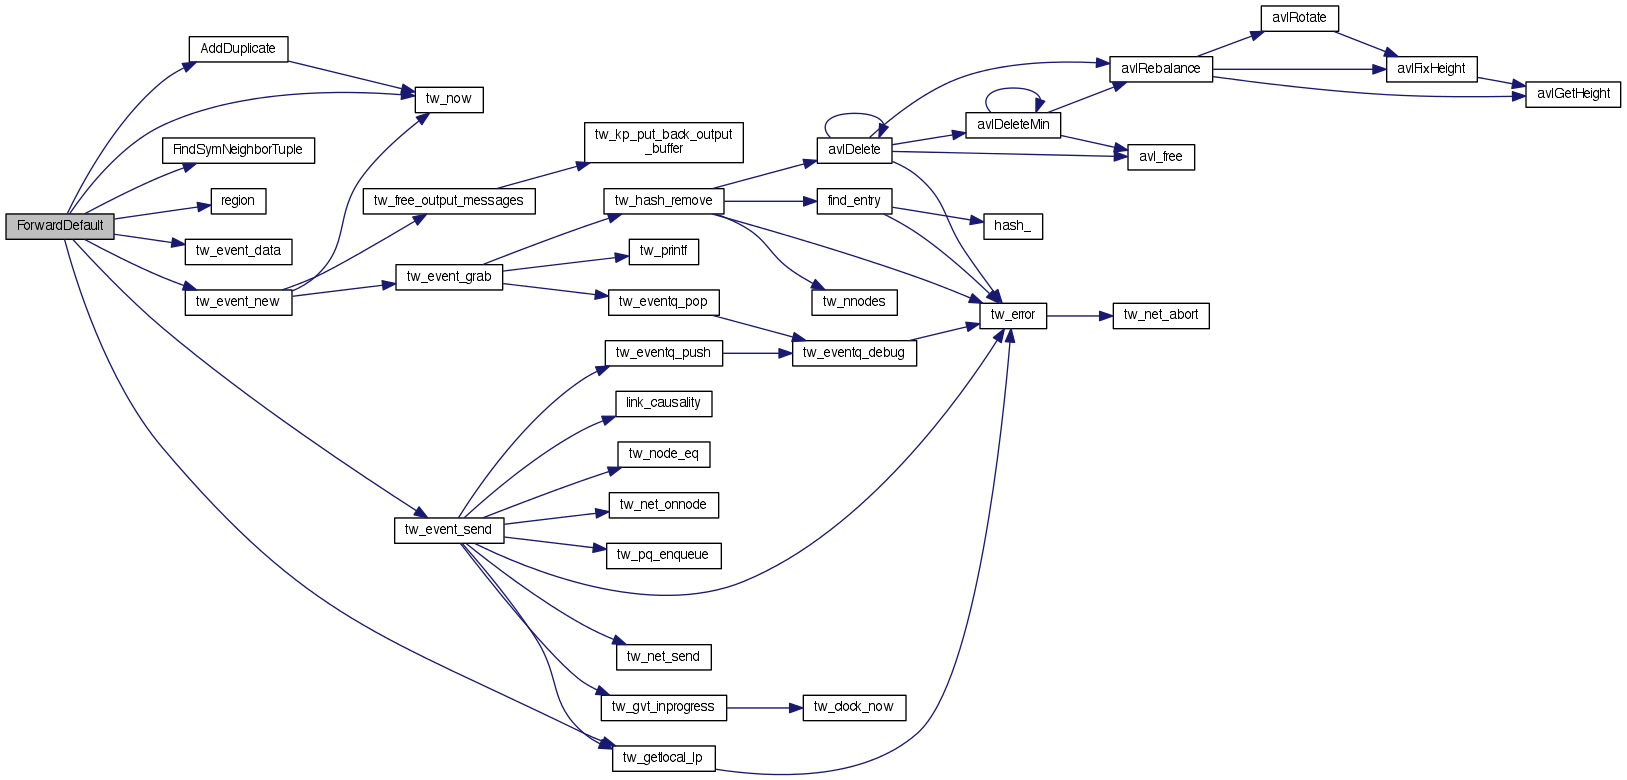 avlRotate
AddDuplicate
avlRebalance
avlFixHeight
avlGetHeight
tw_now
avlDeleteMin
tw_kp_put_back_output
_buffer
FindSymNeighborTuple
avlDelete
avl_free
region
tw_free_output_messages
tw_hash_remove
find_entry
ForwardDefault
hash_
tw_event_data
tw_printf
tw_event_grab
tw_event_new
tw_eventq_pop
tw_nnodes
tw_error
tw_net_abort
tw_eventq_push
tw_eventq_debug
link_causality
tw_node_eq
tw_net_onnode
tw_event_send
tw_pq_enqueue
tw_net_send
tw_gvt_inprogress
tw_clock_now
tw_getlocal_lp